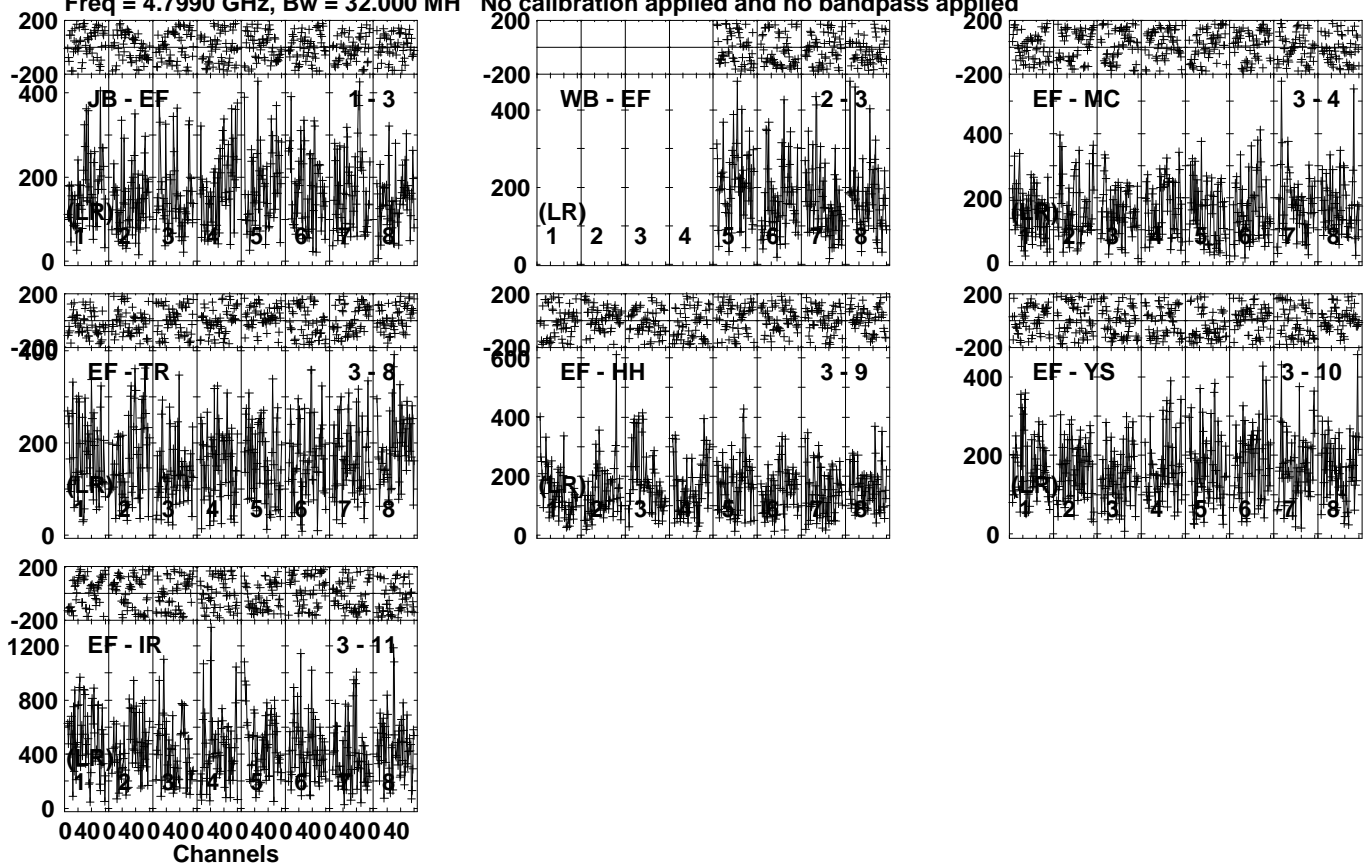 Freq = 4.7990 GHz, Bw = 32.000 MH No calibration applied and no bandpass applied
200
-200
400
200
0
JB - EF
1 - 3
(LR)
1 2 3 4 5 6 7 8
200
-200
400
200
0
WB - EF
2 - 3
(LR)
1 2 3 4 5 6 7 8
200
-200
400
200
0
EF - MC
3 - 4
(LR)
1 2 3 4 5 6 7 8
200
-200
400
200
0
EF - TR
3 - 8
(LR)
1 2 3 4 5 6 7 8
200
-200
600
400
200
0
EF - HH
3 - 9
(LR)
1 2 3 4 5 6 7 8
200
-200
400
200
0
EF - YS
3 - 10
(LR)
1 2 3 4 5 6 7 8
200
-200
1200
800
400
0
EF - IR
3 - 11
(LR)
1 2 3 4 5 6 7 8
0 40 0 40 0 40 0 40 0 40 0 40 0 40 0 40
Channels